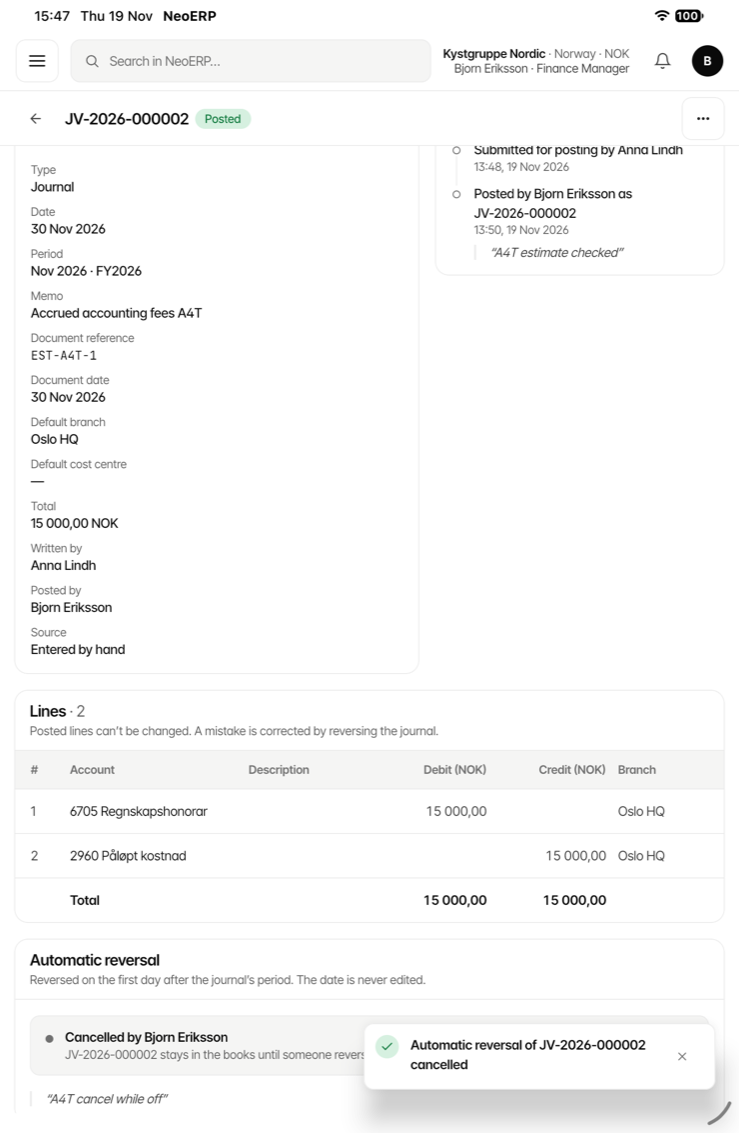 15:47 Thu 19 Nov NeoERP
100
Search in NeoERP...
Kystgruppe Nordic · Norway · NOK
Bjorn Eriksson · Finance Manager
B
JV-2026-000002 Posted
Type
Journal
Date
30 Nov 2026
Period
Nov 2026 · FY2026
Memo
Accrued accounting fees A4T
Document reference
EST-A4T-1
Document date
30 Nov 2026
Default branch
Oslo HQ
Default cost centre
—
Total
15 000,00 NOK
Written by
Anna Lindh
Posted by
Bjorn Eriksson
Source
Entered by hand
Submitted for posting by Anna Lindh
13:48, 19 Nov 2026
Posted by Bjorn Eriksson as
JV-2026-000002
13:50, 19 Nov 2026
“A4T estimate checked”
Lines · 2
Posted lines can’t be changed. A mistake is corrected by reversing the journal.
# Account Description Debit (NOK) Credit (NOK) Branch
1 6705 Regnskapshonorar 15 000,00 Oslo HQ
2 2960 Påløpt kostnad 15 000,00 Oslo HQ
Total 15 000,00 15 000,00
Automatic reversal
Reversed on the first day after the journal’s period. The date is never edited.
Cancelled by Bjorn Eriksson
JV-2026-000002 stays in the books until someone
“A4T cancel while off”
Automatic reversal of JV-2026-000002
cancelled